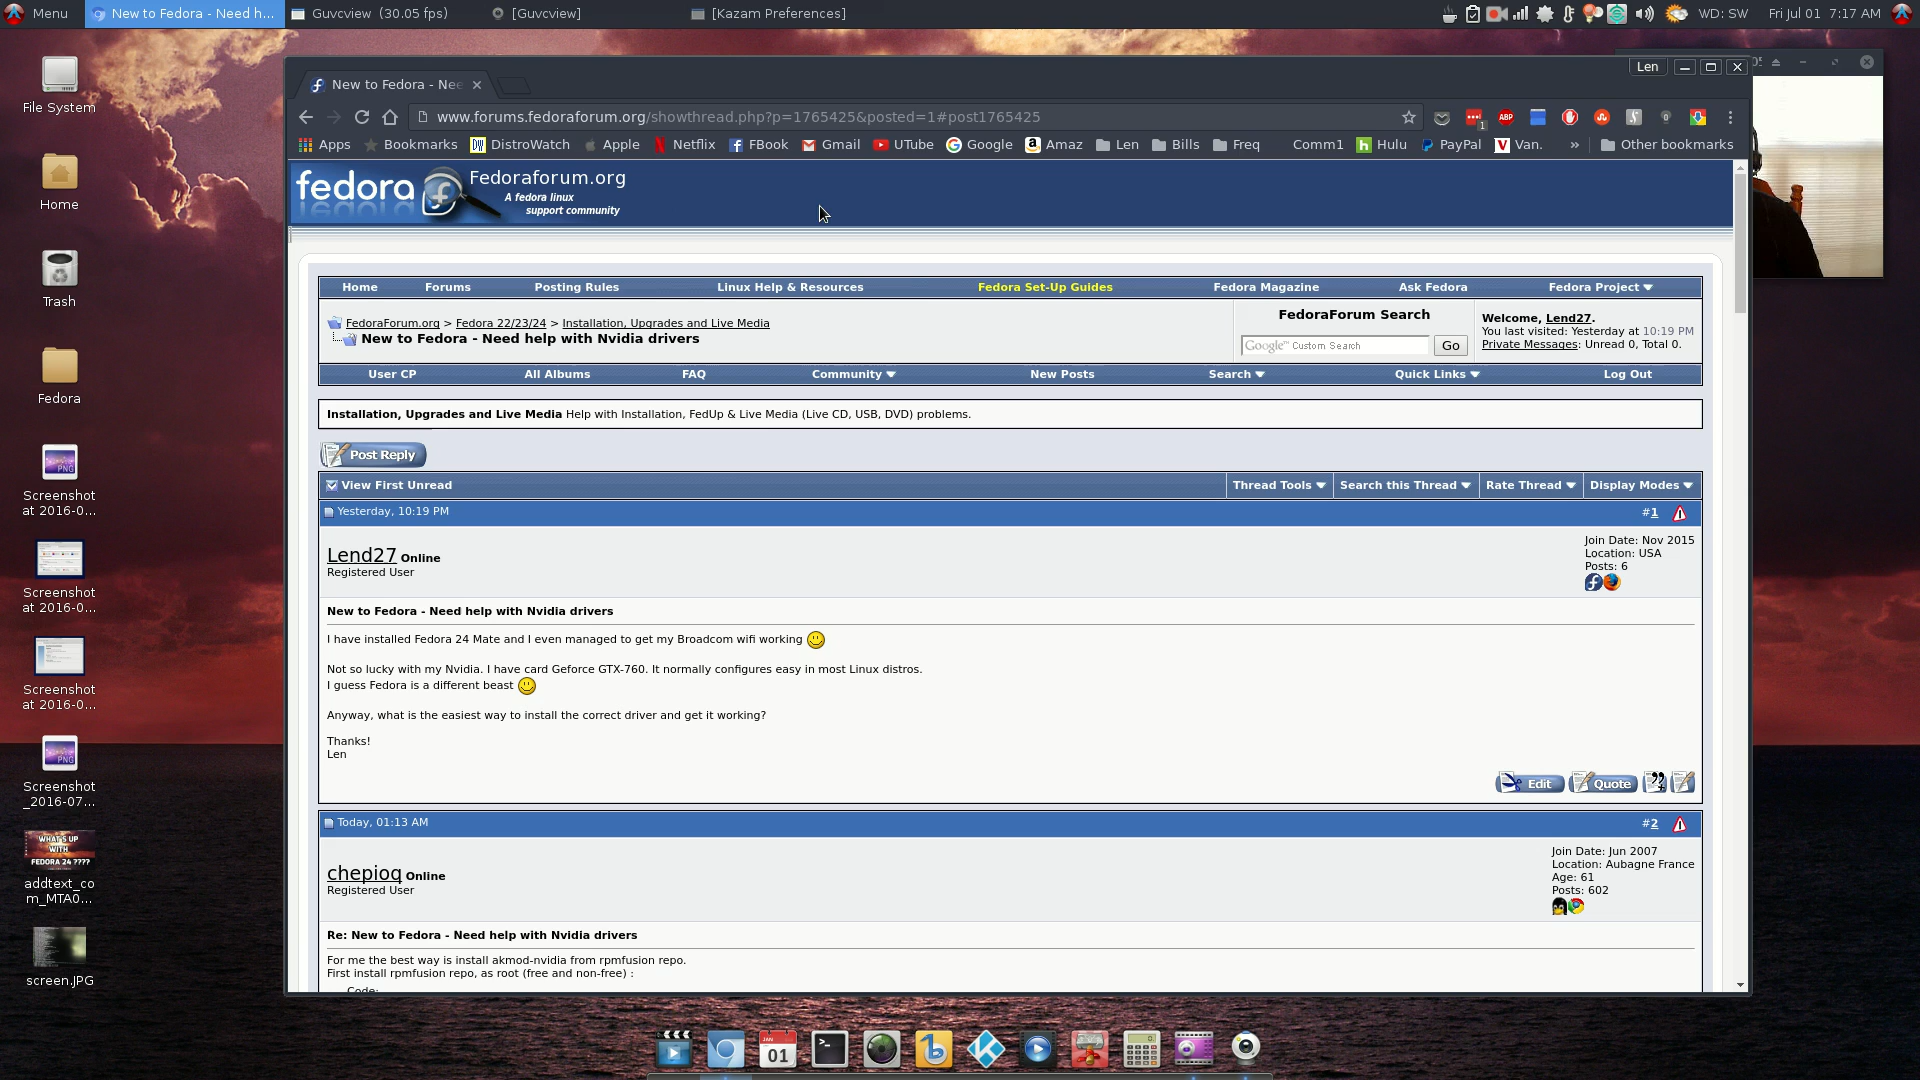 Menu
New to Fedora - Need h...
Guvcview (30.05 fps)
[Guvcview]
[Kazam Preferences]
WD: SW
Fri Jul 01 7:17 AM
File System
Home
Trash
Fedora
Screenshot
at 2016-0...
Screenshot
at 2016-0...
Screenshot
at 2016-0...
Screenshot
_2016-07...
WHAT'S UP
WITH
FEDORA 24 ????
addtext_co
m_MTA0...
screen.JPG
New to Fedora - Nee
Len
www.forums.fedoraforum.org/showthread.php?p=1765425&posted=1#post1765425
ABP
1
Apps
Bookmarks
DistroWatch
Apple
Netflix
FBook
Gmail
UTube
Google
Amaz
Len
Bills
Freq
Comm1
Hulu
PayPal
Van.
»
Other bookmarks
fedora
Fedoraforum.org
A fedora linux
support community
Home
Forums
Posting Rules
Linux Help & Resources
Fedora Set-Up Guides
Fedora Magazine
Ask Fedora
Fedora Project
FedoraForum.org > Fedora 22/23/24 > Installation, Upgrades and Live Media
New to Fedora - Need help with Nvidia drivers
FedoraForum Search
Google™ Custom Search
Go
Welcome, Lend27.
You last visited: Yesterday at 10:19 PM
Private Messages: Unread 0, Total 0.
User CP
All Albums
FAQ
Community
New Posts
Search
Quick Links
Log Out
Installation, Upgrades and Live Media Help with Installation, FedUp & Live Media (Live CD, USB, DVD) problems.
Post Reply
View First Unread
Thread Tools
Search this Thread
Rate Thread
Display Modes
Yesterday, 10:19 PM
#1
Lend27 Online
Registered User
Join Date: Nov 2015
Location: USA
Posts: 6
New to Fedora - Need help with Nvidia drivers
I have installed Fedora 24 Mate and I even managed to get my Broadcom wifi working
Not so lucky with my Nvidia. I have card Geforce GTX-760. It normally configures easy in most Linux distros.
I guess Fedora is a different beast
Anyway, what is the easiest way to install the correct driver and get it working?
Thanks!
Len
Edit
Quote
Today, 01:13 AM
#2
chepioq Online
Registered User
Join Date: Jun 2007
Location: Aubagne France
Age: 61
Posts: 602
Re: New to Fedora - Need help with Nvidia drivers
For me the best way is install akmod-nvidia from rpmfusion repo.
First install rpmfusion repo, as root (free and non-free) :
Code:
JAN
01